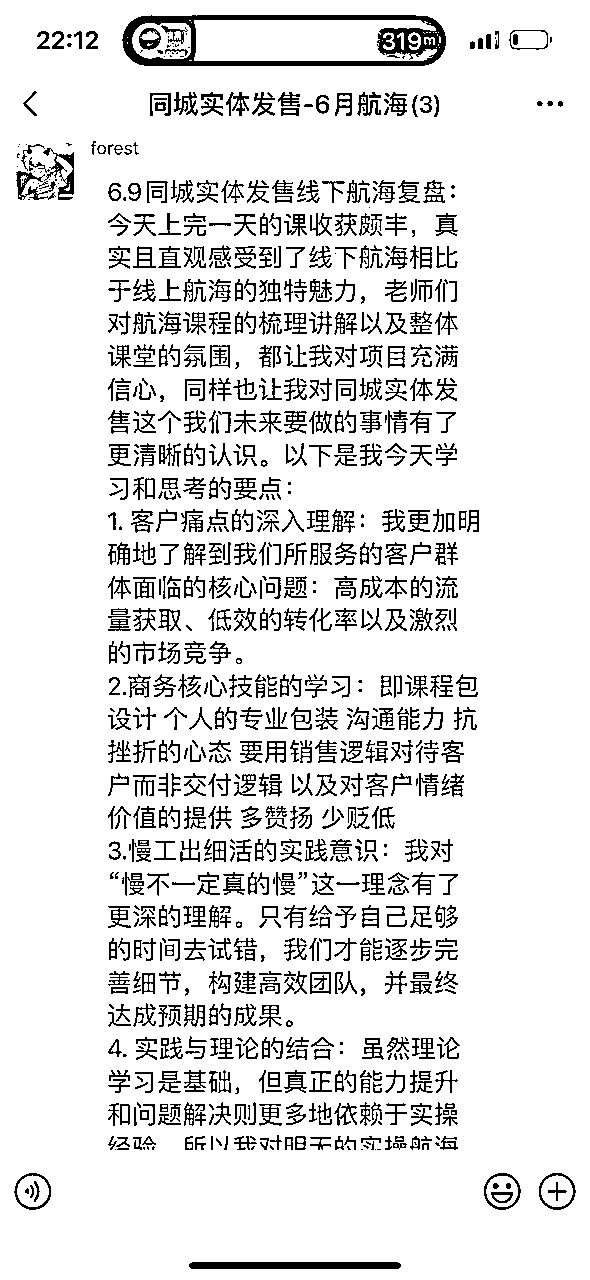 22:12
319m
同城实体发售-6月航海(3)
forest
6.9同城实体发售线下航海复盘：
今天上完一天的课收获颇丰，真
实且直观感受到了线下航海相比
于线上航海的独特魅力，老师们
对航海课程的梳理讲解以及整体
课堂的氛围，都让我对项目充满
信心，同样也让我对同城实体发
售这个我们未来要做的事情有了
更清晰的认识。以下是我今天学
习和思考的要点：
1. 客户痛点的深入理解：我更加明
确地了解到我们所服务的客户群
体面临的核心问题：高成本的流
量获取、低效的转化率以及激烈
的市场竞争。
2.商务核心技能的学习：即课程包
设计 个人的专业包装 沟通能力 抗
挫折的心态 要用销售逻辑对待客
户而非交付逻辑 以及对客户情绪
价值的提供 多赞扬 少贬低
3.慢工出细活的实践意识：我对
“慢不一定真的慢”这一理念有了
更深的理解。只有给予自己足够
的时间去试错，我们才能逐步完
善细节，构建高效团队，并最终
达成预期的成果。
4. 实践与理论的结合：虽然理论
学习是基础，但真正的能力提升
和问题解决则更多地依赖于实操
经验，所以我对明天的实操航海